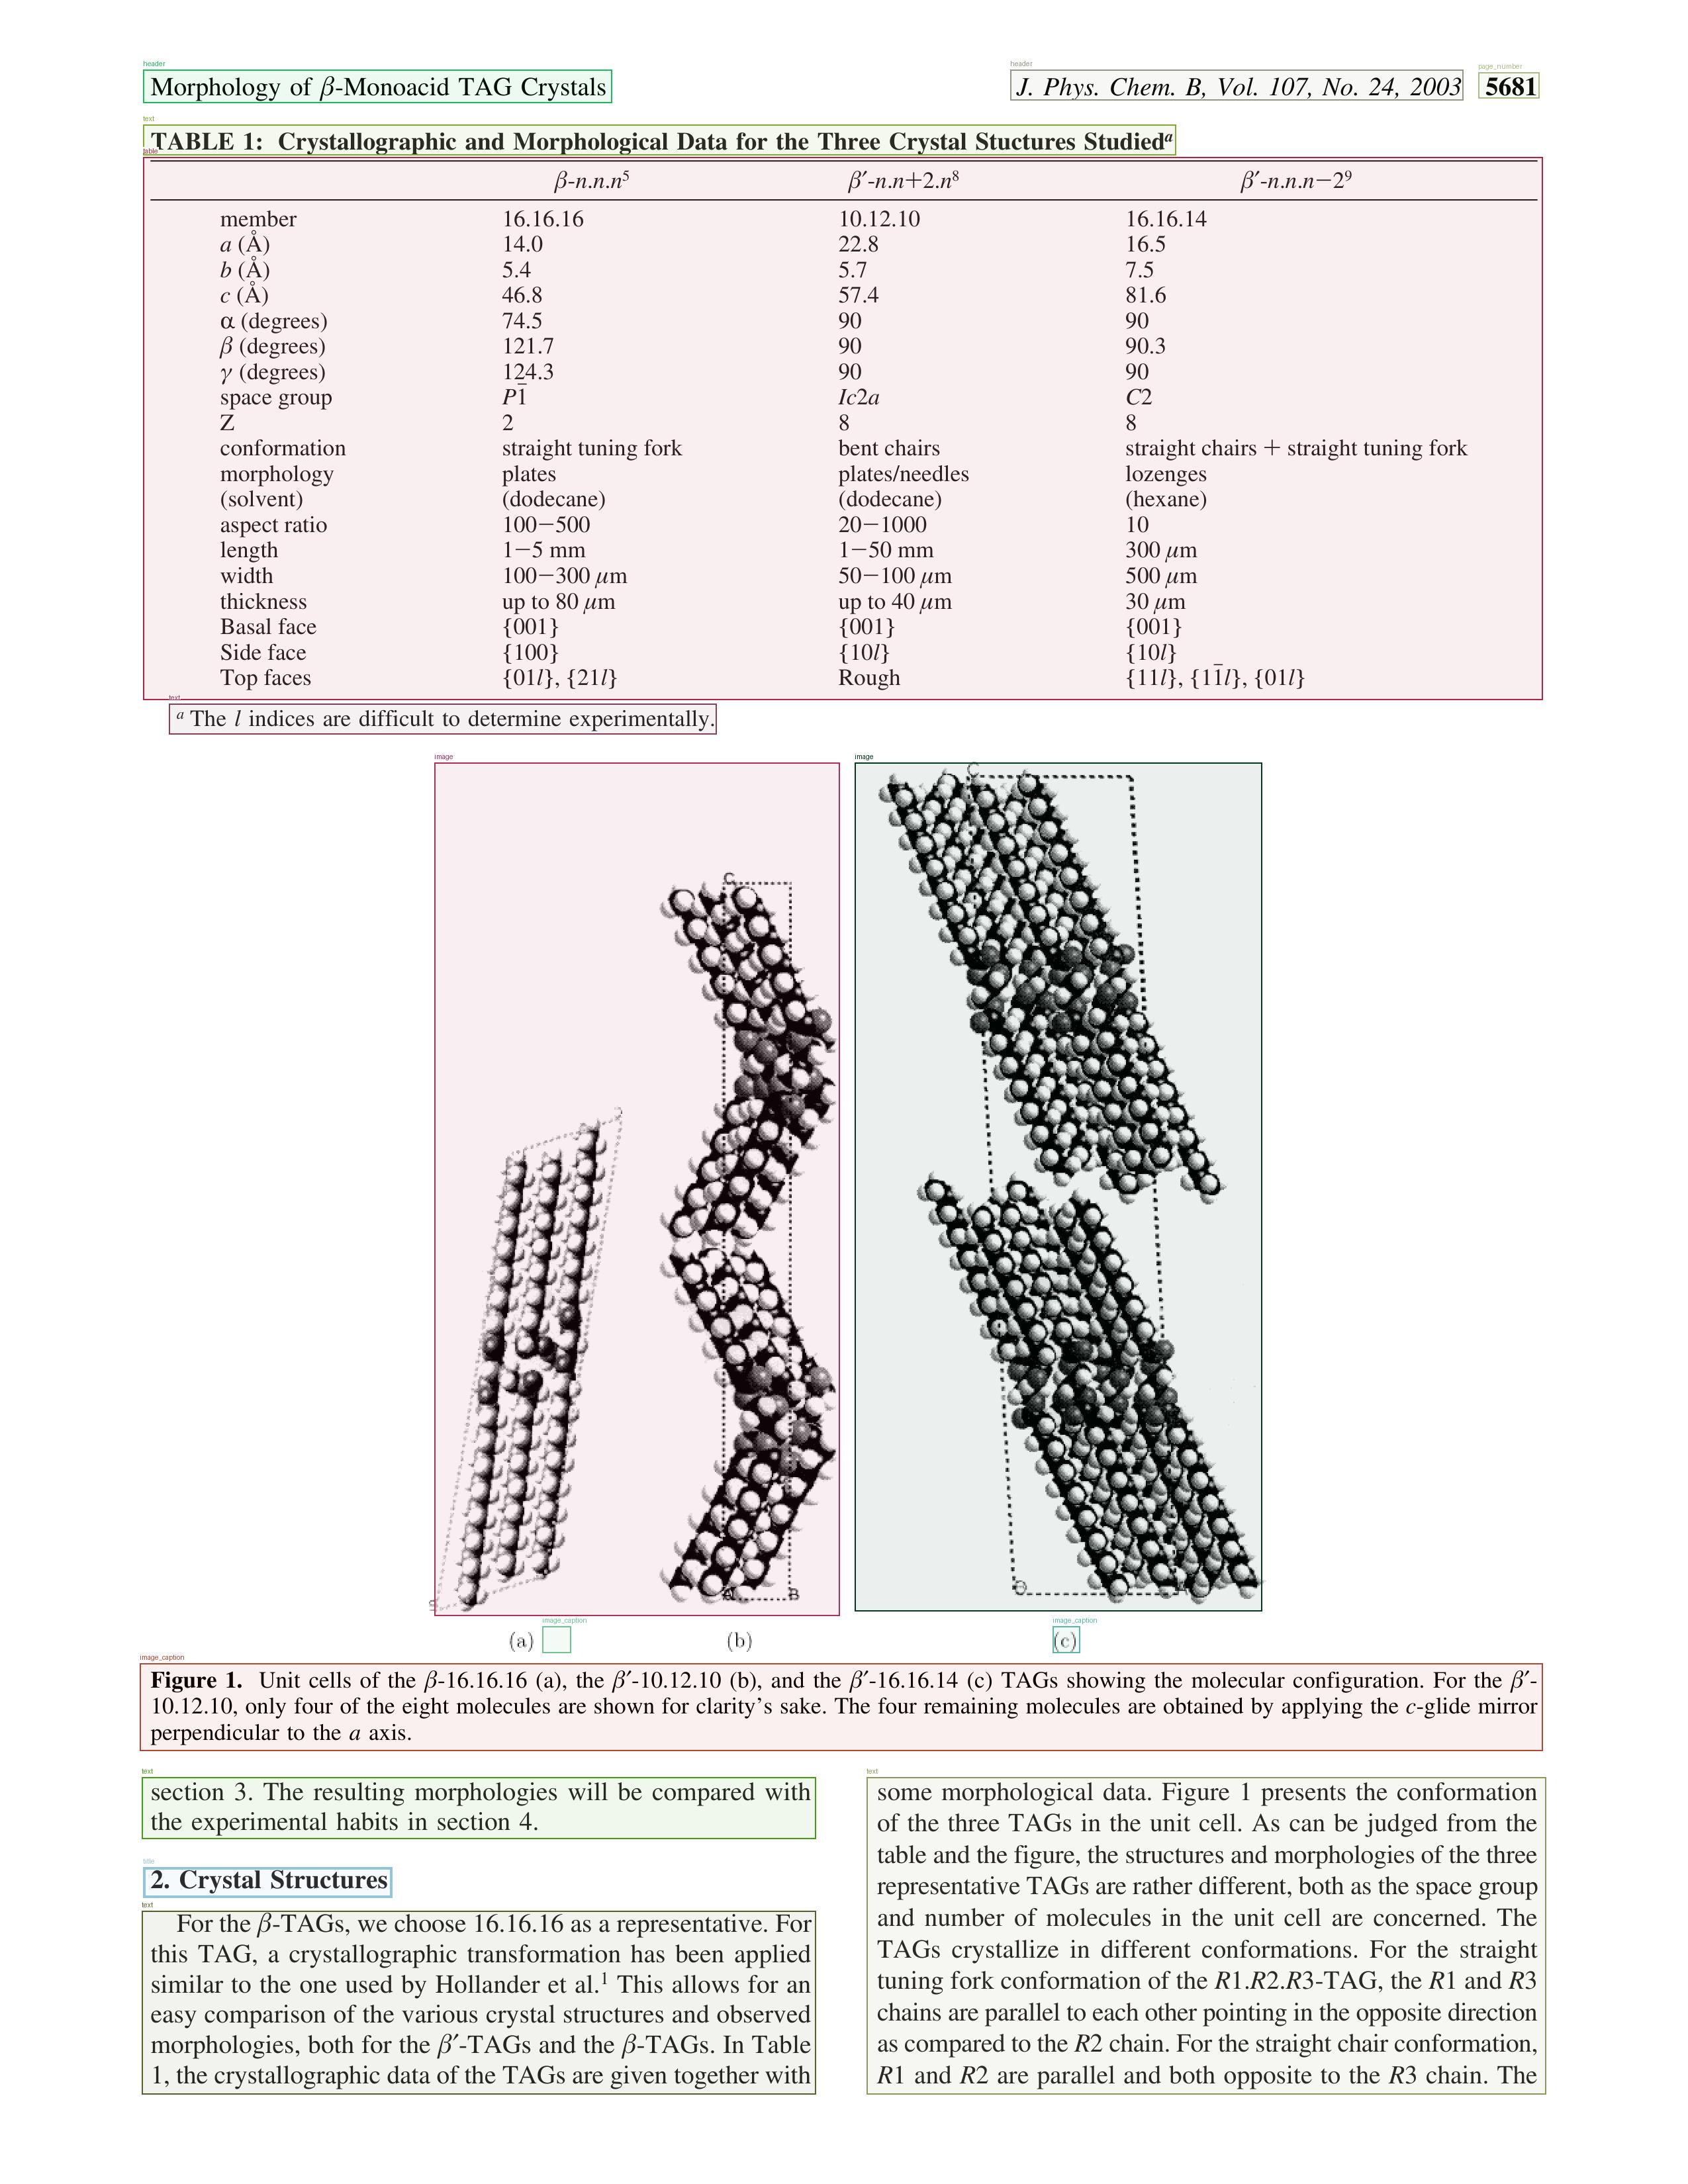 header
Morphology of β-Monoacid TAG Crystals
header
J. Phys. Chem. B, Vol. 107, No. 24, 2003
page_number
5681
text
TABLE 1: Crystallographic and Morphological Data for the Three Crystal Stuctures Studiedᵃ
table
β-n.n.n⁵ β′-n.n+2.n⁸ β′-n.n.n−2⁹
member 16.16.16 10.12.10 16.16.14
a (Å) 14.0 22.8 16.5
b (Å) 5.4 5.7 7.5
c (Å) 46.8 57.4 81.6
α (degrees) 74.5 90 90
β (degrees) 121.7 90 90.3
γ (degrees) 124.3 90 90
space group P1̄ Ic2a C2
Z 2 8 8
conformation straight tuning fork bent chairs straight chairs + straight tuning fork
morphology plates plates/needles lozenges
(solvent) (dodecane) (dodecane) (hexane)
aspect ratio 100−500 20−1000 10
length 1−5 mm 1−50 mm 300 μm
width 100−300 μm 50−100 μm 500 μm
thickness up to 80 μm up to 40 μm 30 μm
Basal face {001} {001} {001}
Side face {100} {10l} {10l}
Top faces {01l}, {21l} Rough {11l}, {11̄l}, {01l}
text
ᵃ The l indices are difficult to determine experimentally.
image
image
C
C
A B
O
image_caption
image_caption
(a) (b) (c)
image_caption
Figure 1. Unit cells of the β-16.16.16 (a), the β′-10.12.10 (b), and the β′-16.16.14 (c) TAGs showing the molecular configuration. For the β′-
10.12.10, only four of the eight molecules are shown for clarity's sake. The four remaining molecules are obtained by applying the c-glide mirror
perpendicular to the a axis.
text
section 3. The resulting morphologies will be compared with
the experimental habits in section 4.
title
2. Crystal Structures
text
For the β-TAGs, we choose 16.16.16 as a representative. For
this TAG, a crystallographic transformation has been applied
similar to the one used by Hollander et al.¹ This allows for an
easy comparison of the various crystal structures and observed
morphologies, both for the β′-TAGs and the β-TAGs. In Table
1, the crystallographic data of the TAGs are given together with
text
some morphological data. Figure 1 presents the conformation
of the three TAGs in the unit cell. As can be judged from the
table and the figure, the structures and morphologies of the three
representative TAGs are rather different, both as the space group
and number of molecules in the unit cell are concerned. The
TAGs crystallize in different conformations. For the straight
tuning fork conformation of the R1.R2.R3-TAG, the R1 and R3
chains are parallel to each other pointing in the opposite direction
as compared to the R2 chain. For the straight chair conformation,
R1 and R2 are parallel and both opposite to the R3 chain. The